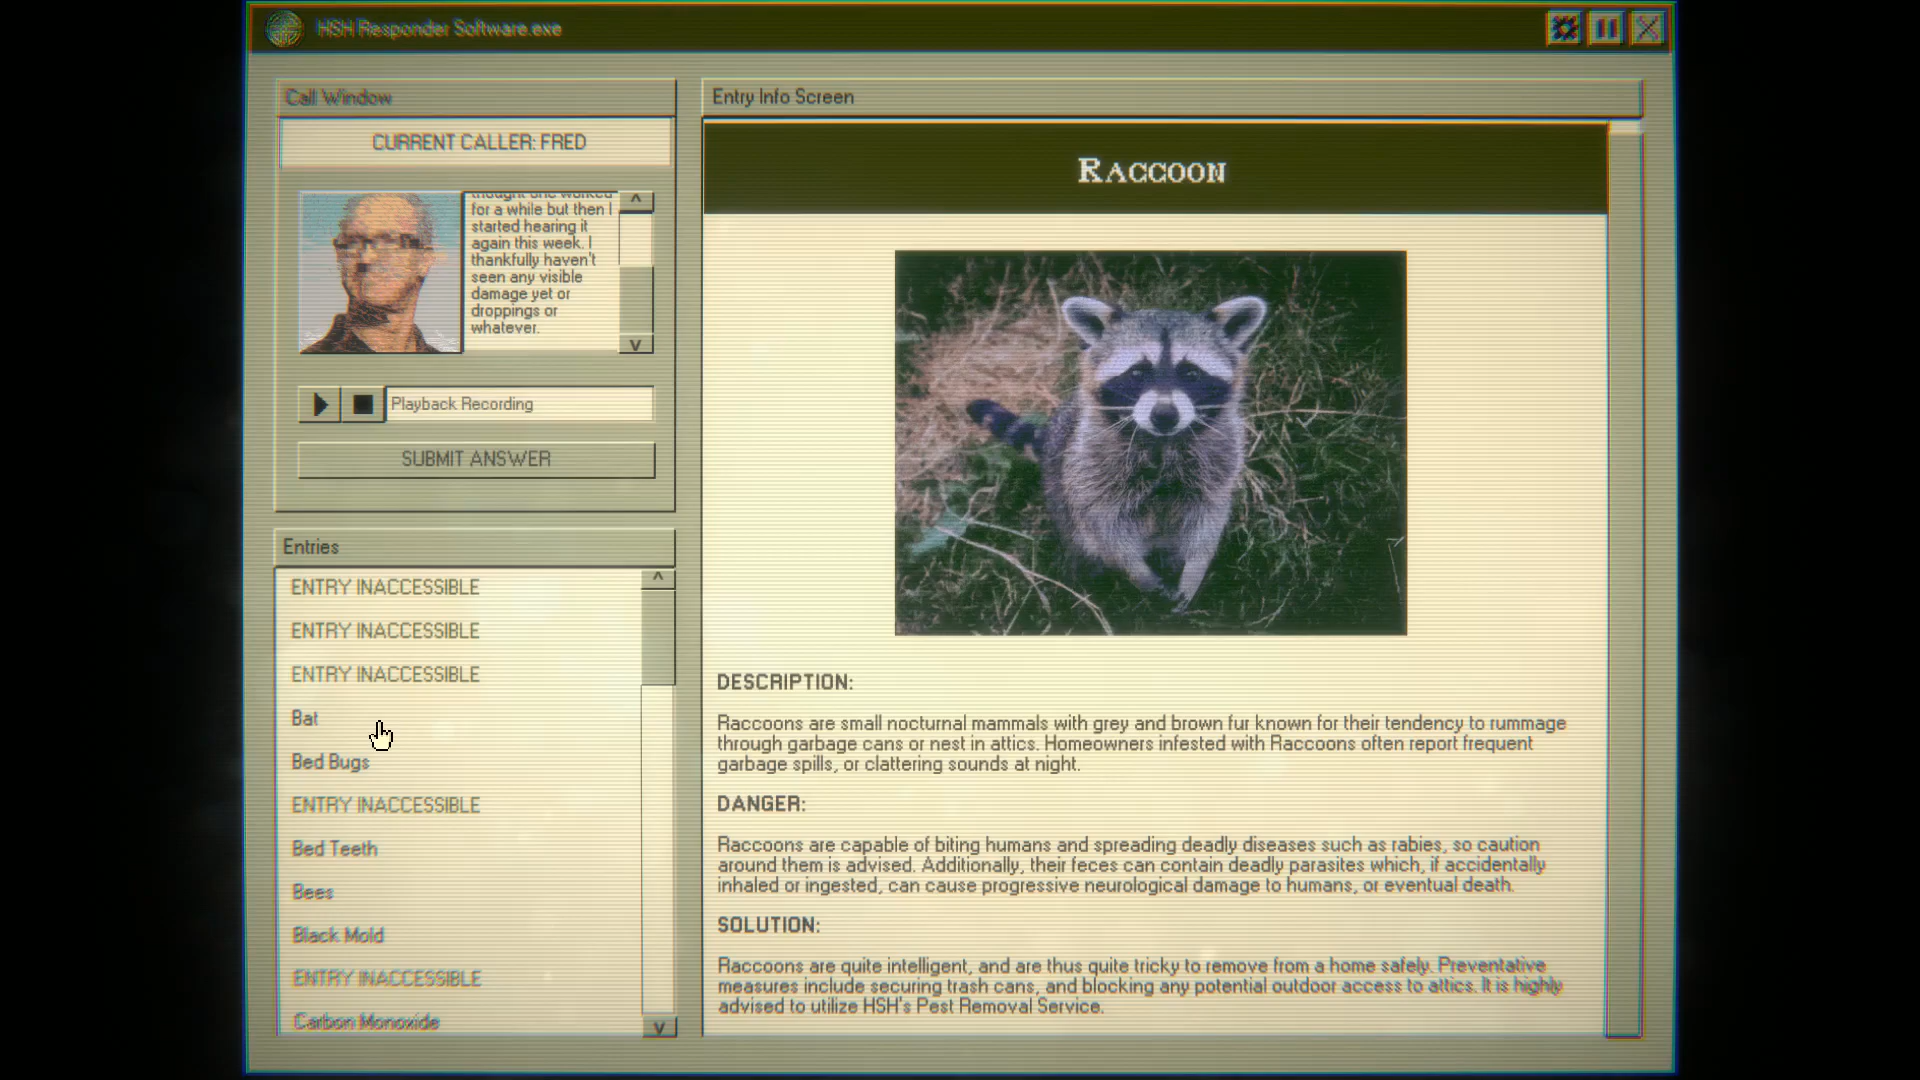 HSH Responder Software.exe
Call Window
CURRENT CALLER: FRED
thought one worked
for a while but then I
started hearing it
again this week. I
thankfully haven't
seen any visible
damage yet or
droppings or
whatever.
Playback Recording
SUBMIT ANSWER
Entries
ENTRY INACCESSIBLE
ENTRY INACCESSIBLE
ENTRY INACCESSIBLE
Bat
Bed Bugs
ENTRY INACCESSIBLE
Bed Teeth
Bees
Black Mold
ENTRY INACCESSIBLE
Carbon Monoxide
Entry Info Screen
RACCOON
DESCRIPTION:
Raccoons are small nocturnal mammals with grey and brown fur known for their tendency to rummage
through garbage cans or nest in attics. Homeowners infested with Raccoons often report frequent
garbage spills, or clattering sounds at night.
DANGER:
Raccoons are capable of biting humans and spreading deadly diseases such as rabies, so caution
around them is advised. Additionally, their feces can contain deadly parasites which, if accidentally
inhaled or ingested, can cause progressive neurological damage to humans, or eventual death.
SOLUTION:
Raccoons are quite intelligent, and are thus quite tricky to remove from a home safely. Preventative
measures include securing trash cans, and blocking any potential outdoor access to attics. It is highly
advised to utilize HSH's Pest Removal Service.